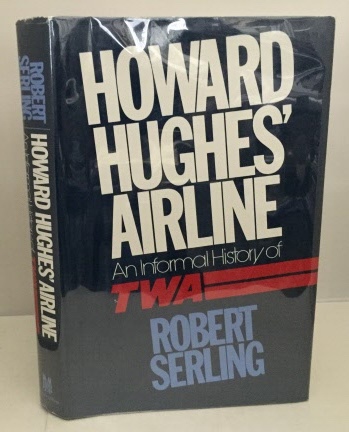 HOWARD
HUGHES'
AIRLINE
An Informal History of
TWA
ROBERT
SERLING
ROBERT
SERLING
HOWARD HUGHES' AIRLINE
M